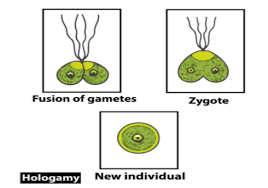 Fusion of gametes
Zygote
Hologamy
New individual